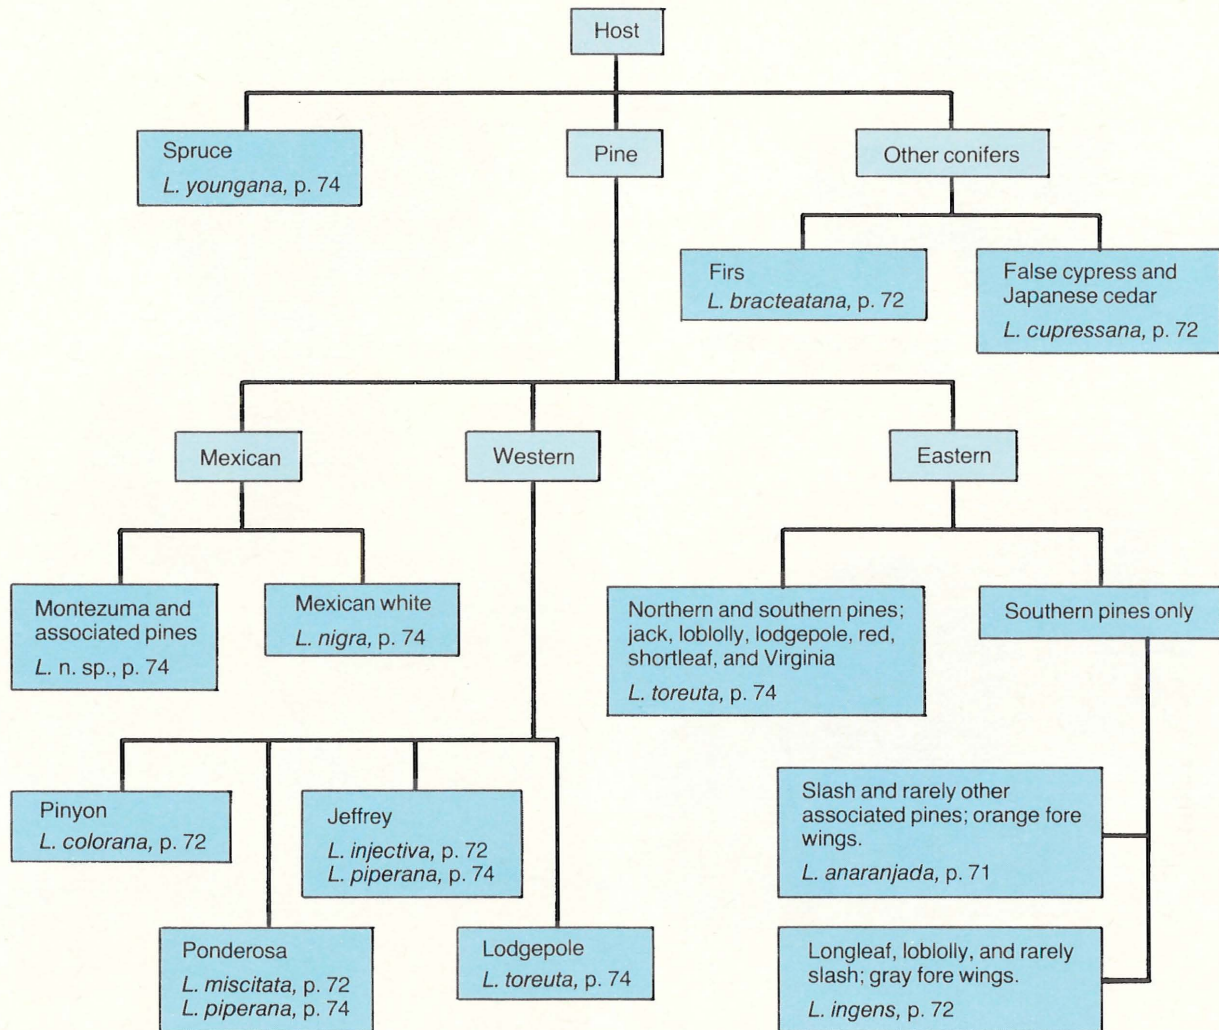 Host
Spruce
L. youngana, p. 74
Pine
Other conifers
Firs
L. bracteatana, p. 72
False cypress and
Japanese cedar
L. cupressana, p. 72
Mexican
Western
Eastern
Montezuma and
associated pines
L. n. sp., p. 74
Mexican white
L. nigra, p. 74
Northern and southern pines;
jack, loblolly, lodgepole, red,
shortleaf, and Virginia
L. toreuta, p. 74
Southern pines only
Pinyon
L. colorana, p. 72
Jeffrey
L. injectiva, p. 72
L. piperana, p. 74
Ponderosa
L. miscitata, p. 72
L. piperana, p. 74
Lodgepole
L. toreuta, p. 74
Slash and rarely other
associated pines; orange fore
wings.
L. anaranjada, p. 71
Longleaf, loblolly, and rarely
slash; gray fore wings.
L. ingens, p. 72